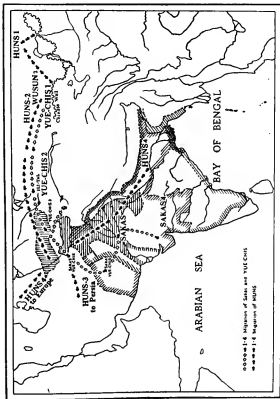 HUNS 1
HUNS-2
WUSUN
YUE-CHIS 1
YUE-CHIS 2
HUNS
to Europe
HUNS-3
to Persia
SAKAS
HUNS
SAKAS 4
BAY OF BENGAL
ARABIAN SEA
1-4 Migration of Sakas and YUE CHIS
1-4 Migration of HUNS